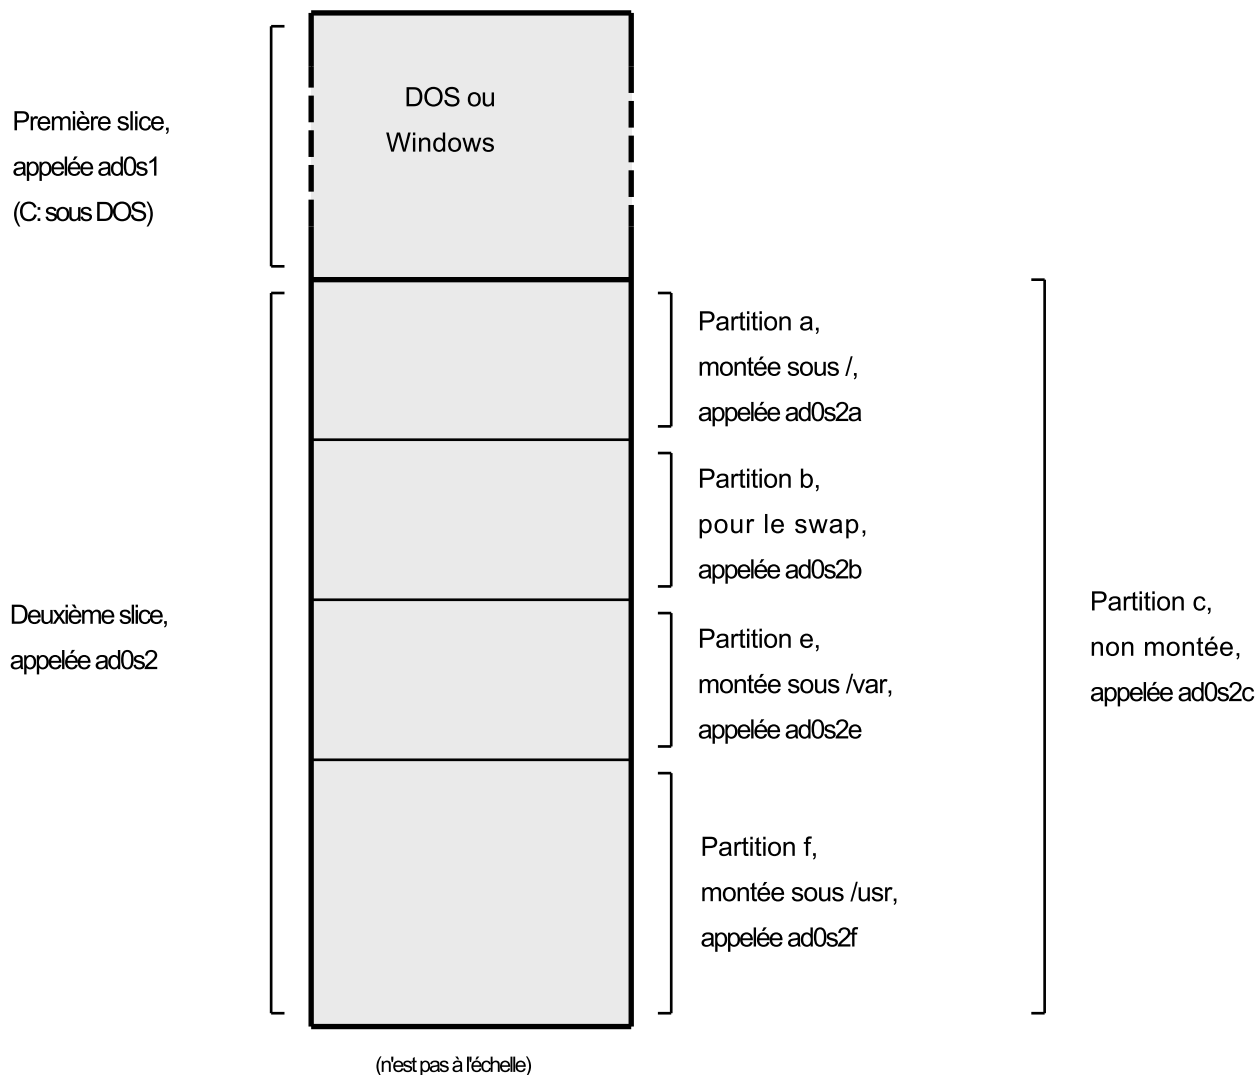 Première slice,
appelée ad0s1
(C: sous DOS)
DOS ou
Windows
Deuxième slice,
appelée ad0s2
Partition a,
montée sous /,
appelée ad0s2a
Partition b,
pour le swap,
appelée ad0s2b
Partition e,
montée sous /var,
appelée ad0s2e
Partition f,
montée sous /usr,
appelée ad0s2f
Partition c,
non montée,
appelée ad0s2c
(n'est pas à l'échelle)